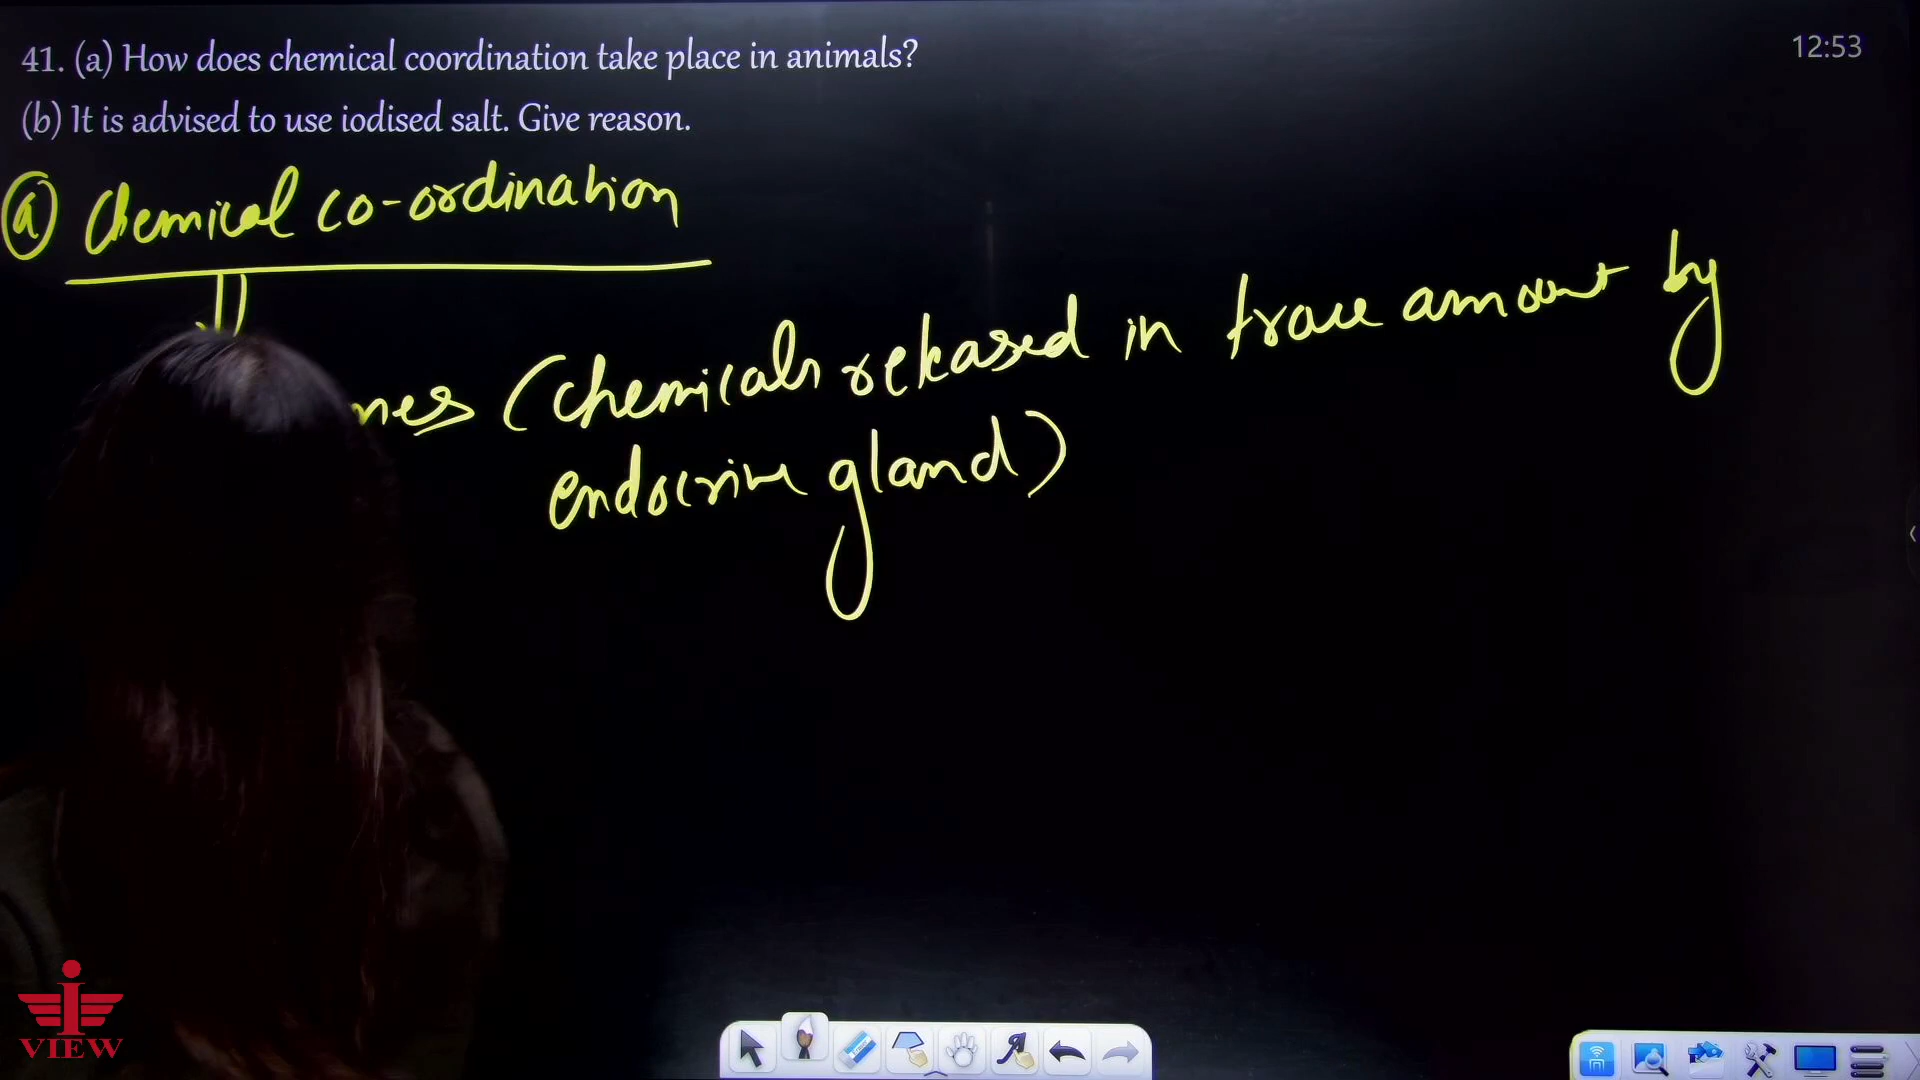 41. (a) How does chemical coordination take place in animals?
12:53
(b) It is advised to use iodised salt. Give reason.
(a) Chemical co-ordination
mes (Chemicals released in trace amount by
endocrine gland)
VIEW